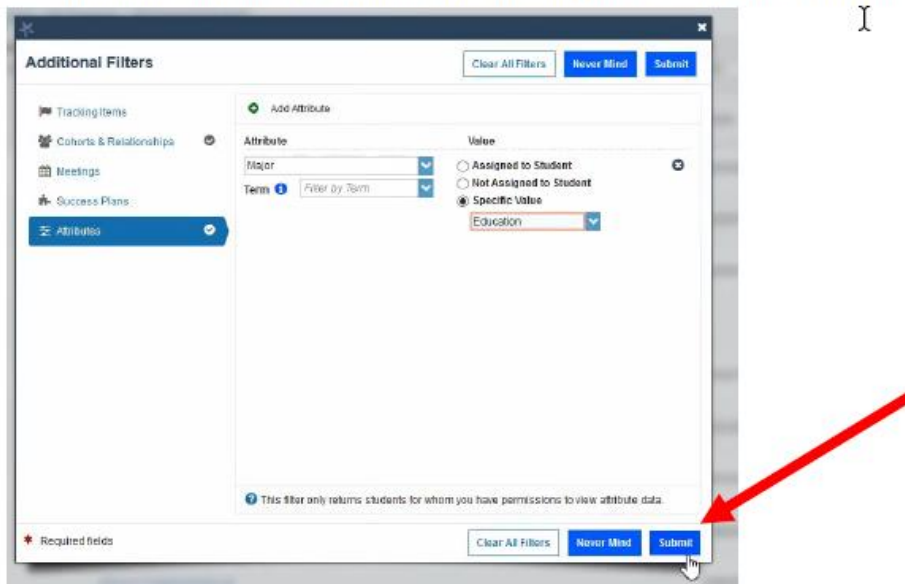 Additional Filters
Clear All Filters Never Mind Submit
Tracking Items
Cohorts & Relationships
Meetings
Success Plans
Attributes
Add Attribute
Attribute Value
Major
Assigned to Student
Term Filter by Term
Not Assigned to Student
Specific Value
Education
This filter only returns students for whom you have permissions to view attribute data.
* Required fields
Clear All Filters Never Mind Submit